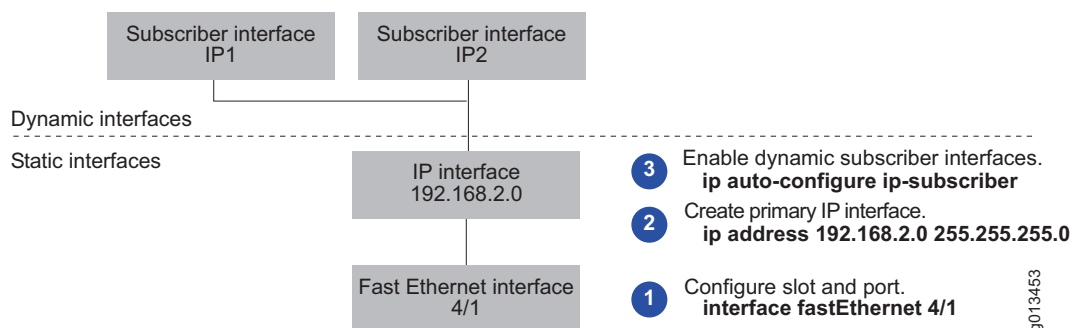 Subscriber interface
IP1
Subscriber interface
IP2
Dynamic interfaces
Static interfaces
IP interface
192.168.2.0
3
Enable dynamic subscriber interfaces.
ip auto-configure ip-subscriber
2
Create primary IP interface.
ip address 192.168.2.0 255.255.255.0
Fast Ethernet interface
4/1
1
Configure slot and port.
interface fastEthernet 4/1
g013453